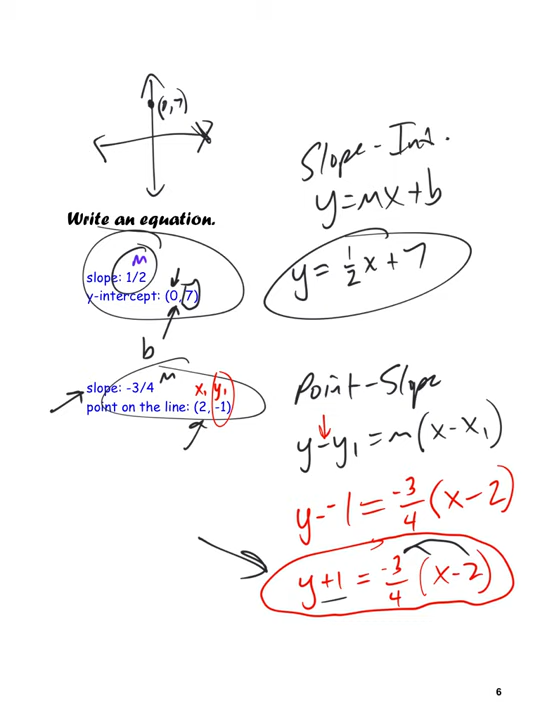 (0,7)
Slope-Int.
y=mx+b
Write an equation.
m
slope: 1/2
y-intercept: (0, 7)
y = 1/2 x + 7
b
m
slope: -3/4
x₁ y₁
point on the line: (2, -1)
Point-Slope
y-y₁=m(x-x₁)
y--1=-3/4(x-2)
y+1=-3/4(x-2)
6